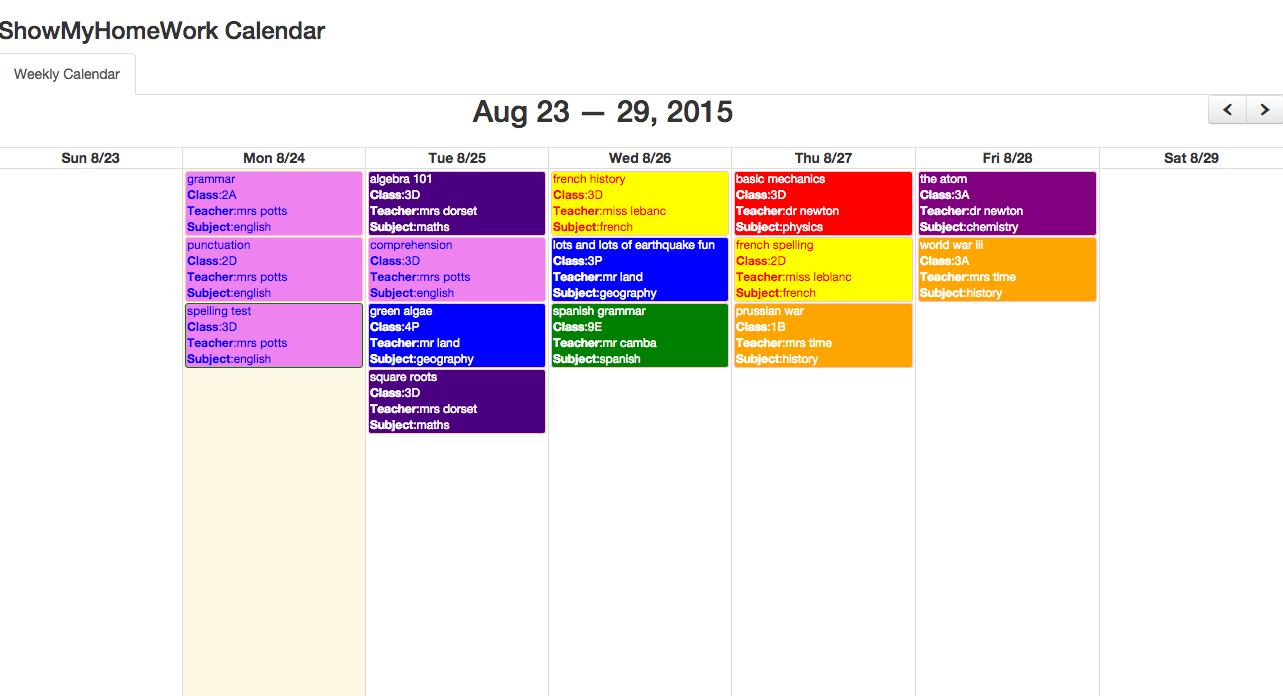 ShowMyHomeWork Calendar
Weekly Calendar
Aug 23 — 29, 2015
Sun 8/23
Mon 8/24
Tue 8/25
Wed 8/26
Thu 8/27
Fri 8/28
Sat 8/29
grammar
Class:2A
Teacher:mrs potts
Subject:english
punctuation
Class:2D
Teacher:mrs potts
Subject:english
spelling test
Class:3D
Teacher:mrs potts
Subject:english
algebra 101
Class:3D
Teacher:mrs dorset
Subject:maths
comprehension
Class:3D
Teacher:mrs potts
Subject:english
green algae
Class:4P
Teacher:mr land
Subject:geography
square roots
Class:3D
Teacher:mrs dorset
Subject:maths
french history
Class:3D
Teacher:miss lebanc
Subject:french
lots and lots of earthquake fun
Class:3P
Teacher:mr land
Subject:geography
spanish grammar
Class:9E
Teacher:mr camba
Subject:spanish
basic mechanics
Class:3D
Teacher:dr newton
Subject:physics
french spelling
Class:2D
Teacher:miss leblanc
Subject:french
prussian war
Class:1B
Teacher:mrs time
Subject:history
the atom
Class:3A
Teacher:dr newton
Subject:chemistry
world war iii
Class:3A
Teacher:mrs time
Subject:history